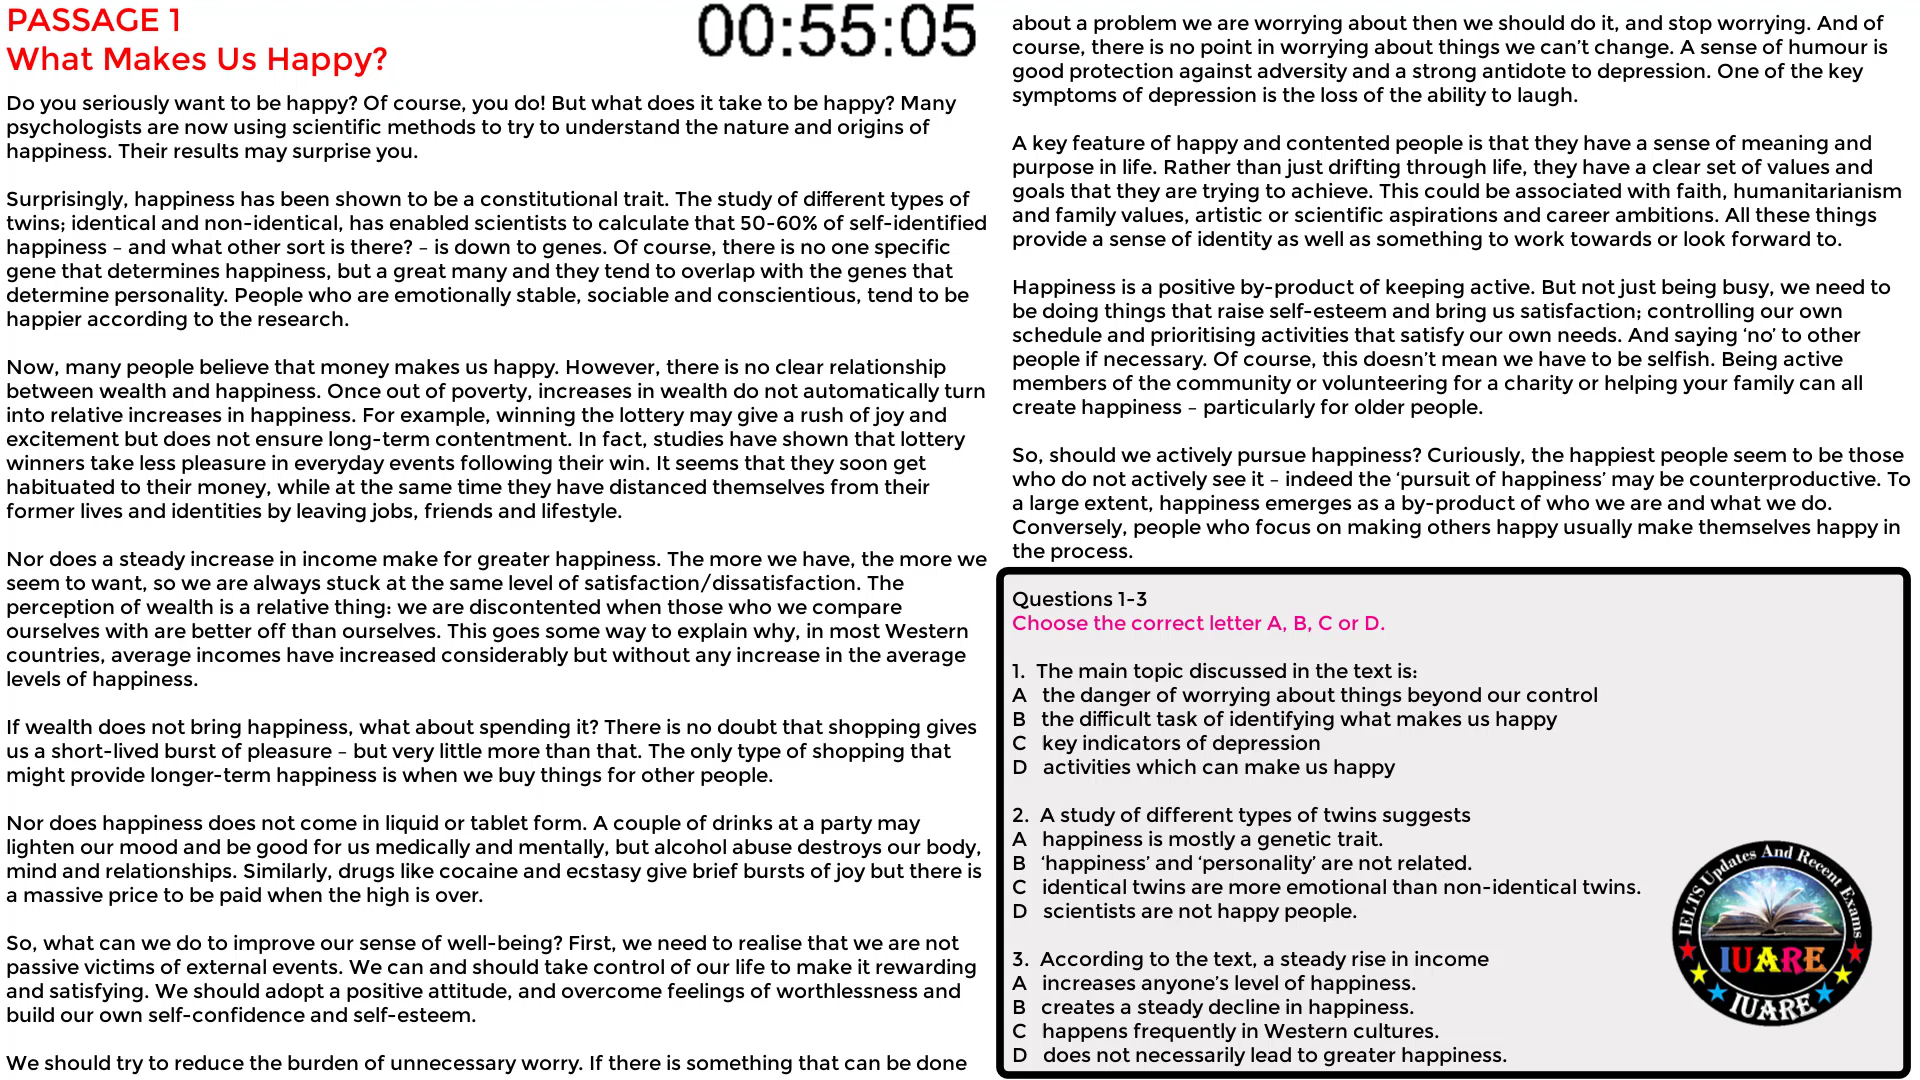 PASSAGE 1
What Makes Us Happy?
00:55:05
Do you seriously want to be happy? Of course, you do! But what does it take to be happy? Many
psychologists are now using scientific methods to try to understand the nature and origins of
happiness. Their results may surprise you.
Surprisingly, happiness has been shown to be a constitutional trait. The study of different types of
twins; identical and non-identical, has enabled scientists to calculate that 50-60% of self-identified
happiness – and what other sort is there? – is down to genes. Of course, there is no one specific
gene that determines happiness, but a great many and they tend to overlap with the genes that
determine personality. People who are emotionally stable, sociable and conscientious, tend to be
happier according to the research.
Now, many people believe that money makes us happy. However, there is no clear relationship
between wealth and happiness. Once out of poverty, increases in wealth do not automatically turn
into relative increases in happiness. For example, winning the lottery may give a rush of joy and
excitement but does not ensure long-term contentment. In fact, studies have shown that lottery
winners take less pleasure in everyday events following their win. It seems that they soon get
habituated to their money, while at the same time they have distanced themselves from their
former lives and identities by leaving jobs, friends and lifestyle.
Nor does a steady increase in income make for greater happiness. The more we have, the more we
seem to want, so we are always stuck at the same level of satisfaction/dissatisfaction. The
perception of wealth is a relative thing: we are discontented when those who we compare
ourselves with are better off than ourselves. This goes some way to explain why, in most Western
countries, average incomes have increased considerably but without any increase in the average
levels of happiness.
If wealth does not bring happiness, what about spending it? There is no doubt that shopping gives
us a short-lived burst of pleasure – but very little more than that. The only type of shopping that
might provide longer-term happiness is when we buy things for other people.
Nor does happiness does not come in liquid or tablet form. A couple of drinks at a party may
lighten our mood and be good for us medically and mentally, but alcohol abuse destroys our body,
mind and relationships. Similarly, drugs like cocaine and ecstasy give brief bursts of joy but there is
a massive price to be paid when the high is over.
So, what can we do to improve our sense of well-being? First, we need to realise that we are not
passive victims of external events. We can and should take control of our life to make it rewarding
and satisfying. We should adopt a positive attitude, and overcome feelings of worthlessness and
build our own self-confidence and self-esteem.
We should try to reduce the burden of unnecessary worry. If there is something that can be done
about a problem we are worrying about then we should do it, and stop worrying. And of
course, there is no point in worrying about things we can't change. A sense of humour is
good protection against adversity and a strong antidote to depression. One of the key
symptoms of depression is the loss of the ability to laugh.
A key feature of happy and contented people is that they have a sense of meaning and
purpose in life. Rather than just drifting through life, they have a clear set of values and
goals that they are trying to achieve. This could be associated with faith, humanitarianism
and family values, artistic or scientific aspirations and career ambitions. All these things
provide a sense of identity as well as something to work towards or look forward to.
Happiness is a positive by-product of keeping active. But not just being busy, we need to
be doing things that raise self-esteem and bring us satisfaction; controlling our own
schedule and prioritising activities that satisfy our own needs. And saying 'no' to other
people if necessary. Of course, this doesn't mean we have to be selfish. Being active
members of the community or volunteering for a charity or helping your family can all
create happiness – particularly for older people.
So, should we actively pursue happiness? Curiously, the happiest people seem to be those
who do not actively see it – indeed the 'pursuit of happiness' may be counterproductive. To
a large extent, happiness emerges as a by-product of who we are and what we do.
Conversely, people who focus on making others happy usually make themselves happy in
the process.
Questions 1-3
Choose the correct letter A, B, C or D.
1. The main topic discussed in the text is:
A the danger of worrying about things beyond our control
B the difficult task of identifying what makes us happy
C key indicators of depression
D activities which can make us happy
2. A study of different types of twins suggests
A happiness is mostly a genetic trait.
B 'happiness' and 'personality' are not related.
C identical twins are more emotional than non-identical twins.
D scientists are not happy people.
3. According to the text, a steady rise in income
A increases anyone's level of happiness.
B creates a steady decline in happiness.
C happens frequently in Western cultures.
D does not necessarily lead to greater happiness.
IELTS Updates And Recent Exams
IUARE
IUARE